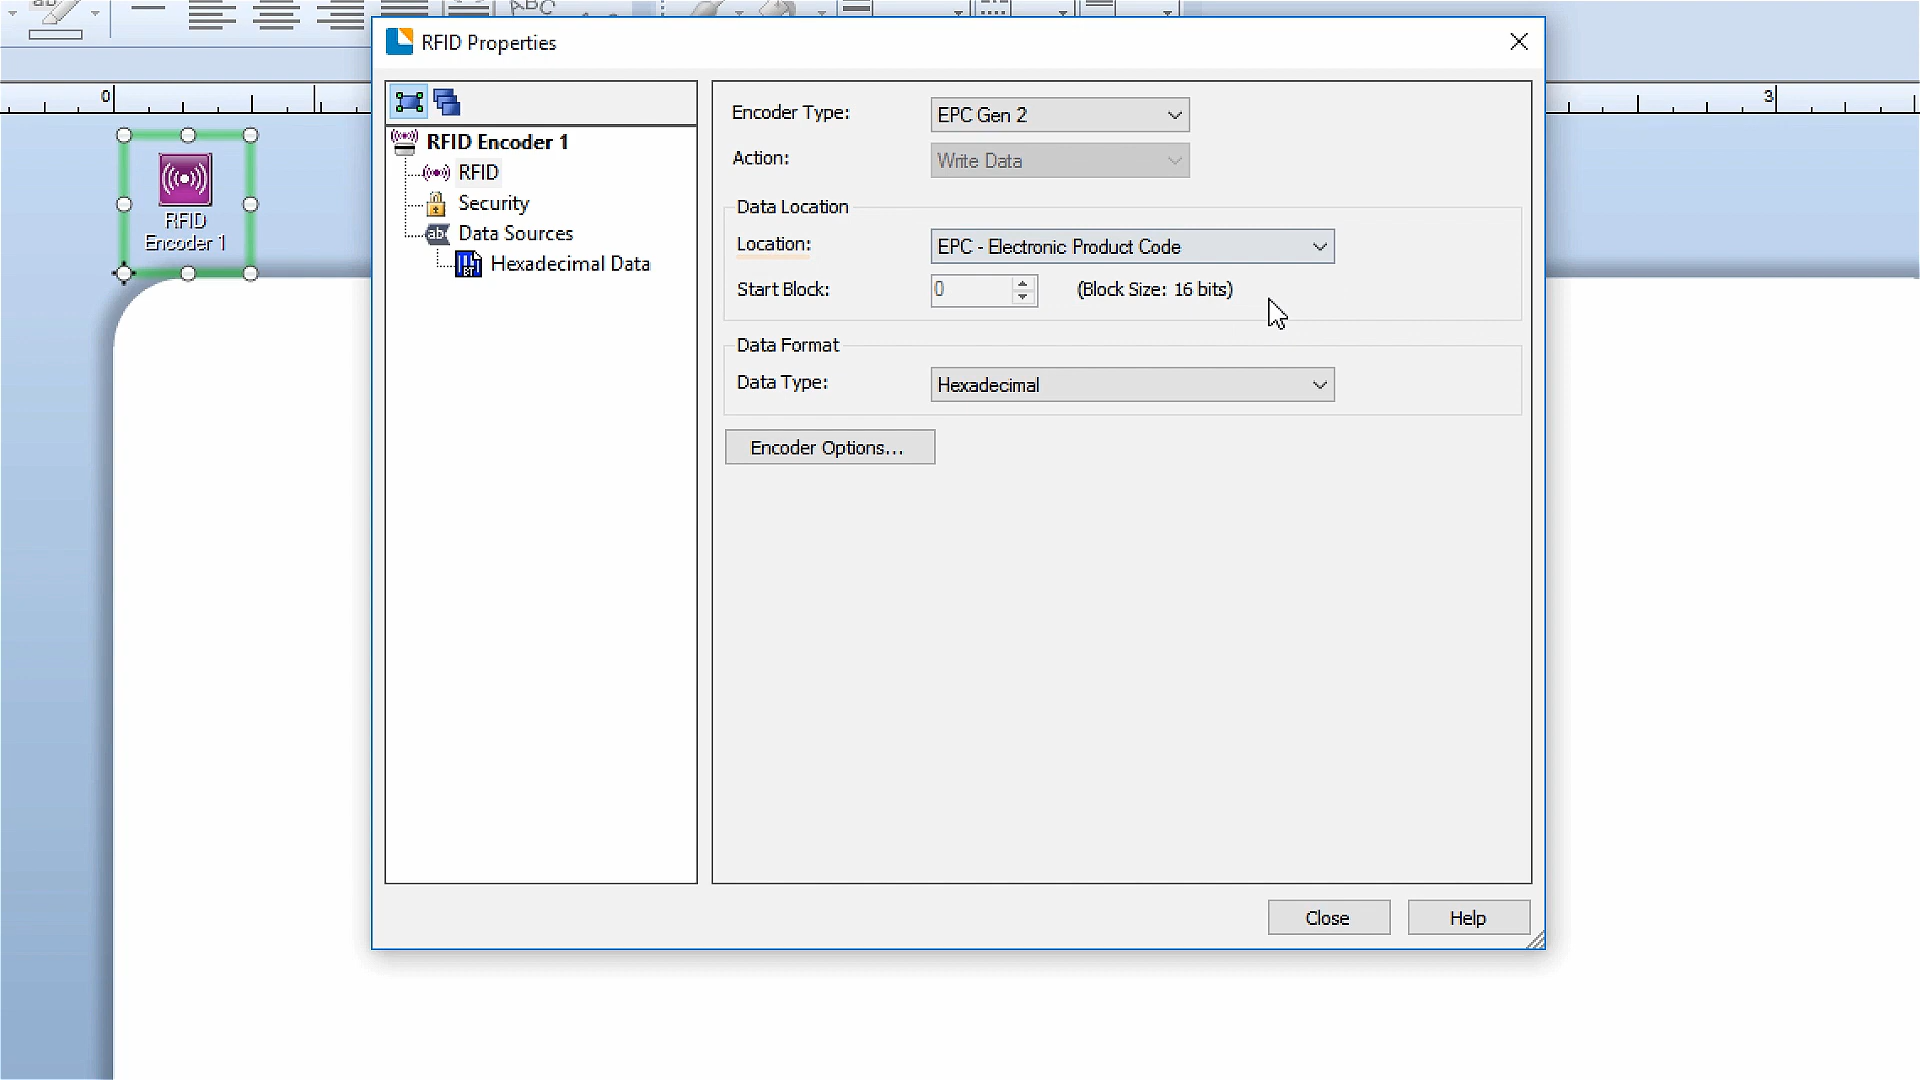 ABC
0
3
RFID
Encoder 1
RFID Properties
RFID Encoder 1
RFID
Security
Data Sources
Hexadecimal Data
Encoder Type:
EPC Gen 2
Action:
Write Data
Data Location
Location:
EPC - Electronic Product Code
Start Block:
0
(Block Size: 16 bits)
Data Format
Data Type:
Hexadecimal
Encoder Options...
Close
Help